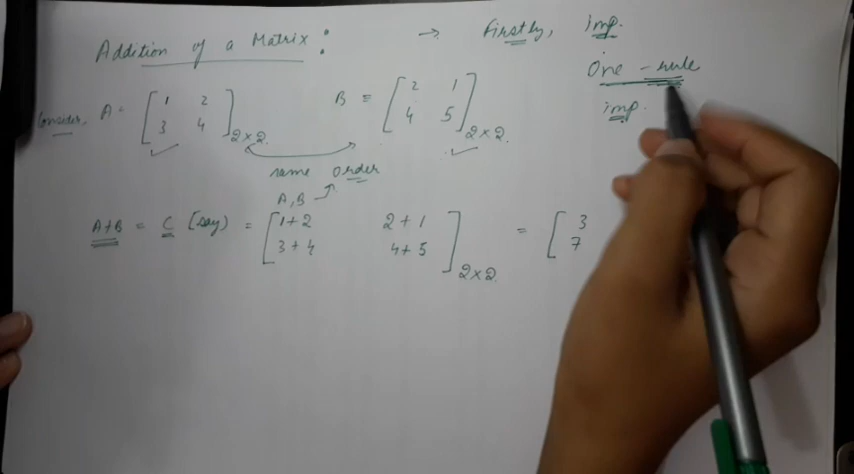 Addition of a Matrix : → Firstly, imp.
One - rule
imp.
Consider, A = [1 2 B = [2 1
3 4]2×2 4 5]2×2
same order
A, B
A+B = C [say] = [1+2 2+1 = [3
3+4 4+5]2×2 7